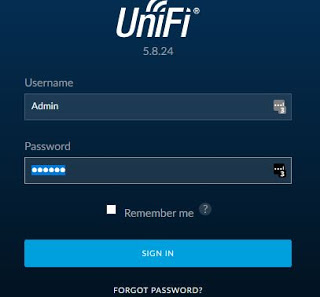 UniFi®
5.8.24
Username
Admin
Password
••••••
Remember me ?
SIGN IN
FORGOT PASSWORD?